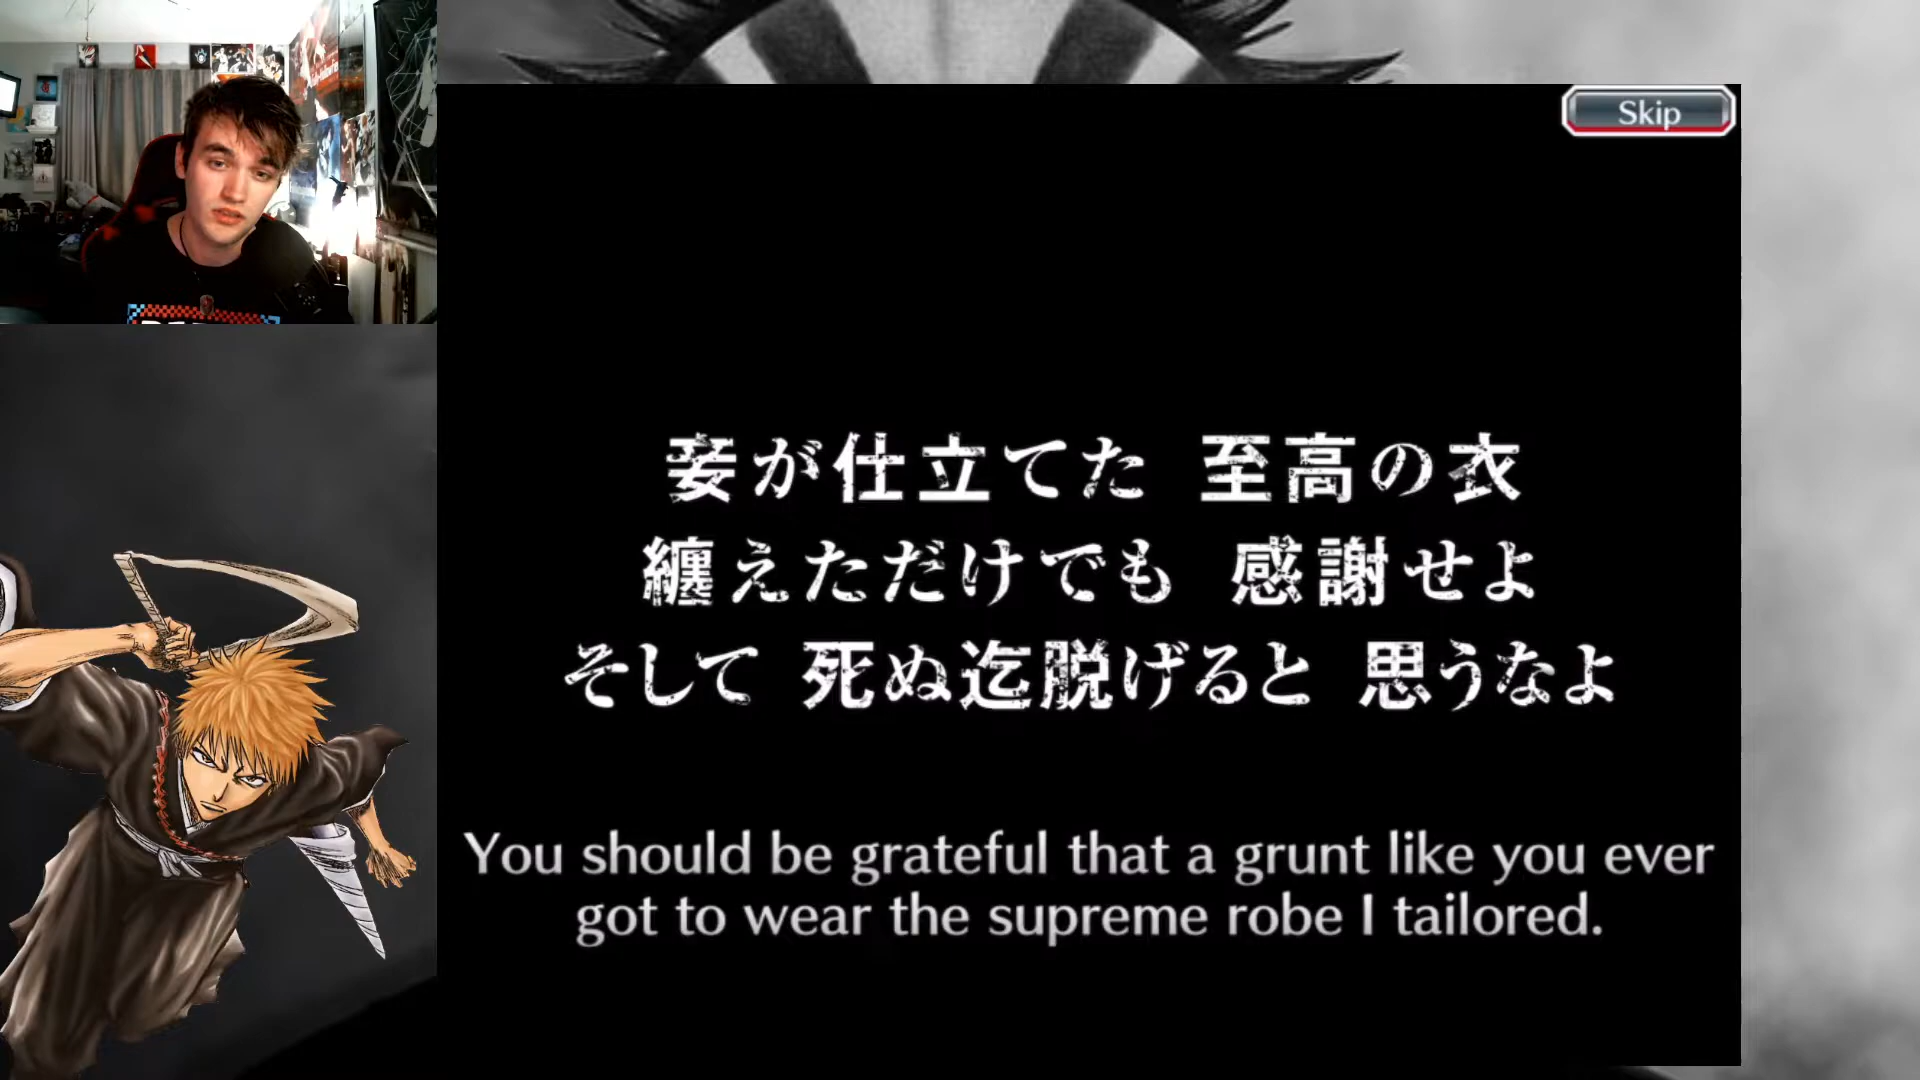 Skip
妾が仕立てた 至高の衣
纏えただけでも 感謝せよ
そして 死ぬ迄脱げると 思うなよ
You should be grateful that a grunt like you ever
got to wear the supreme robe I tailored.